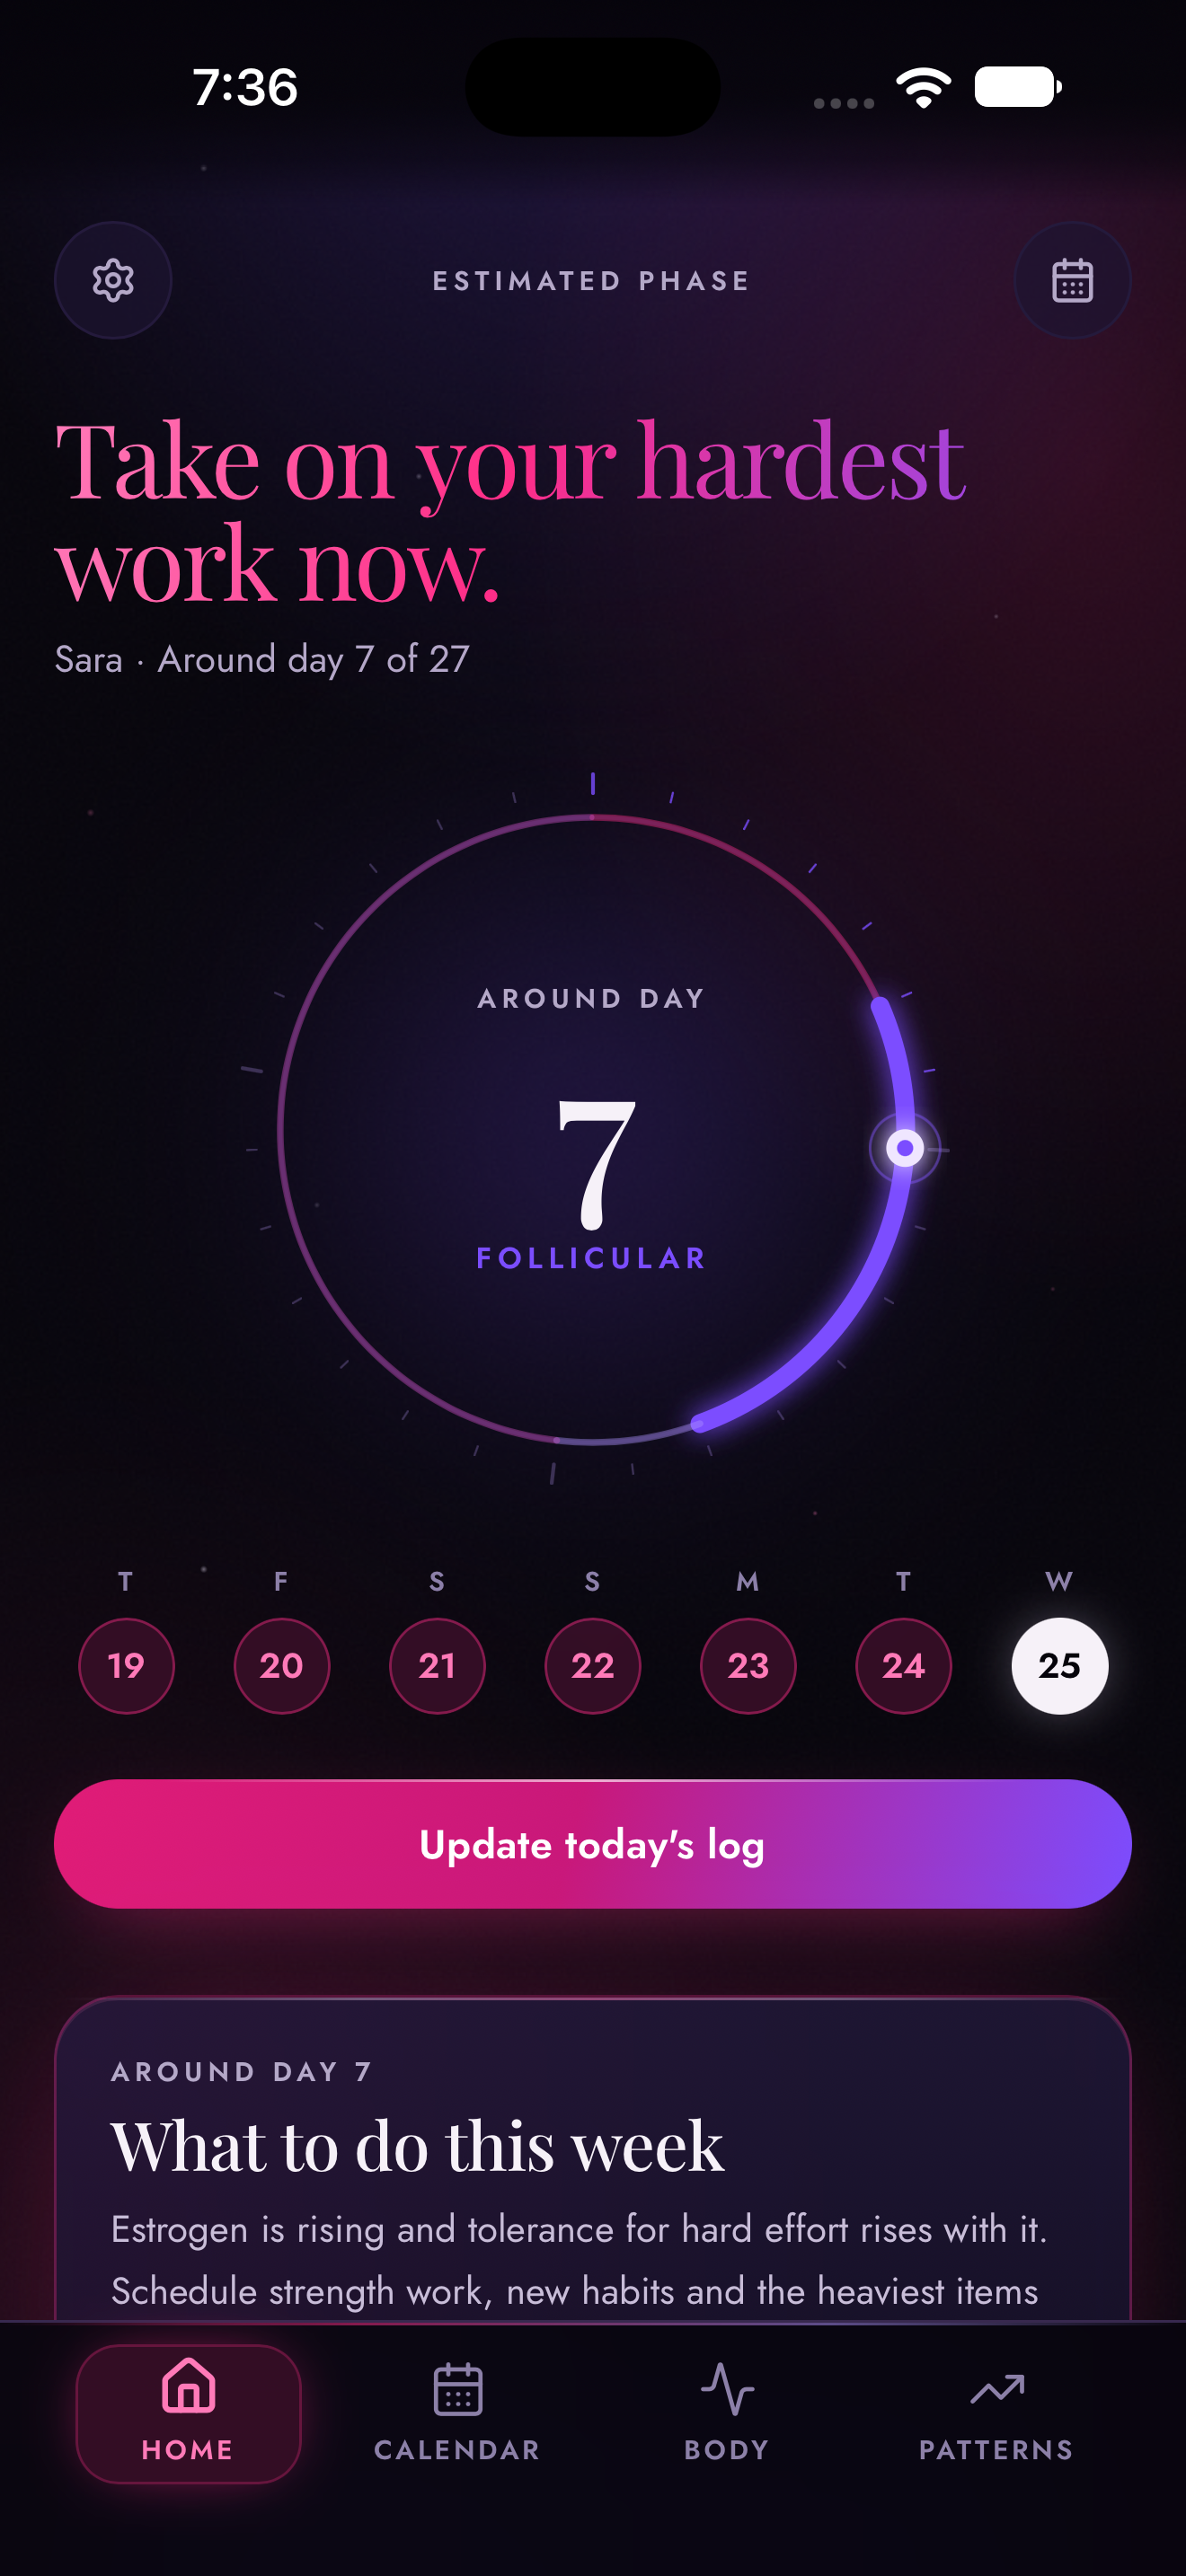 7:36
ESTIMATED PHASE
Take on your hardest
work now.
Sara · Around day 7 of 27
AROUND DAY
7
FOLLICULAR
T F S S M T W
19 20 21 22 23 24 25
Update today's log
AROUND DAY 7
What to do this week
Estrogen is rising and tolerance for hard effort rises with it.
Schedule strength work, new habits and the heaviest items
HOME CALENDAR BODY PATTERNS